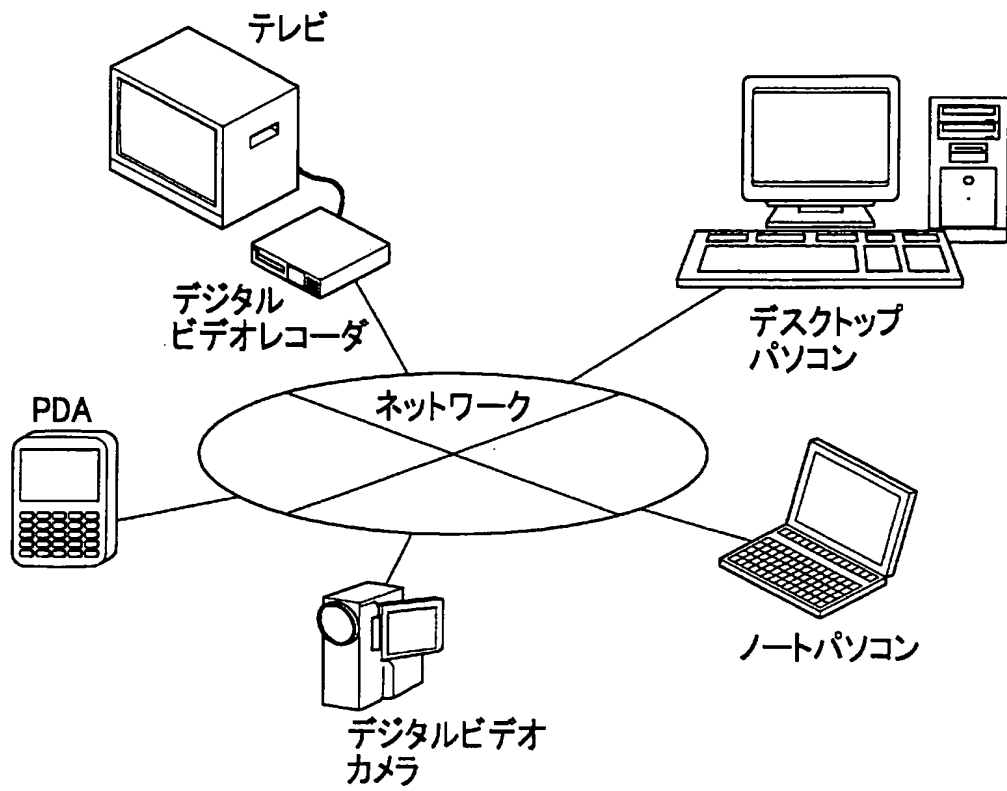 テレビ
デジタル
ビデオレコーダ
デスクトップ
パソコン
ネットワーク
PDA
ノートパソコン
デジタルビデオ
カメラ